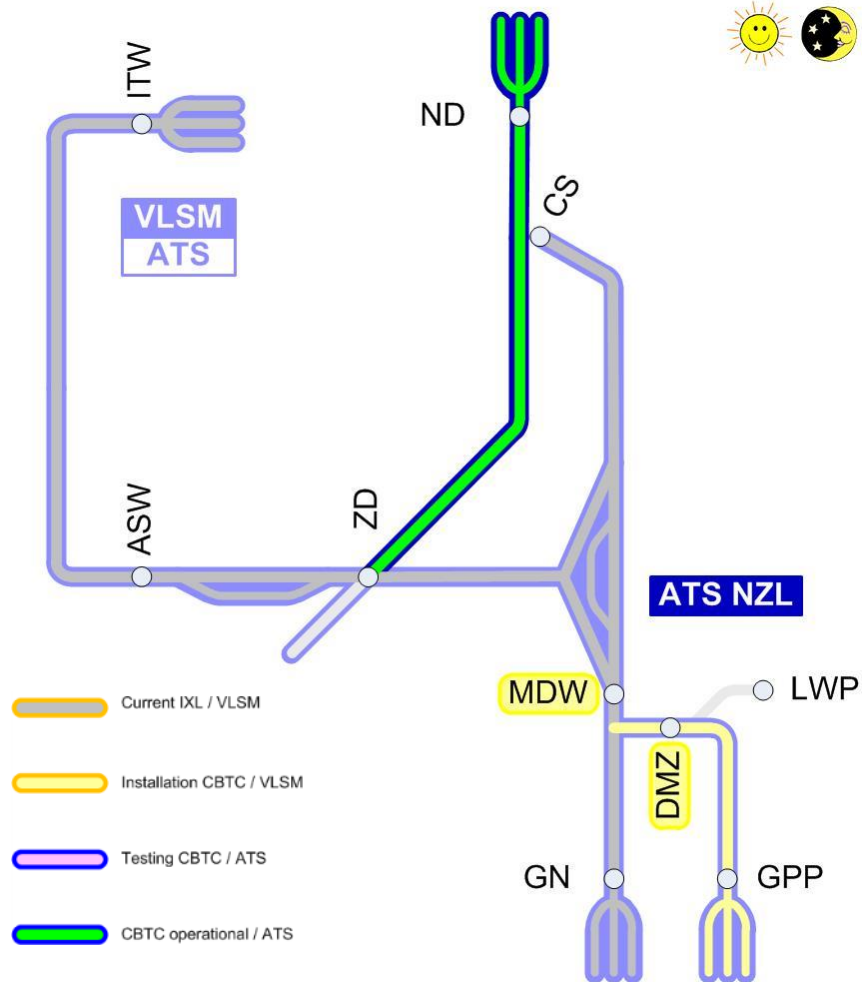 ITW
ND
CS
VLSM
ATS
ASW
ZD
ATS NZL
MDW
LWP
DMZ
GN
GPP
Current IXL / VLSM
Installation CBTC / VLSM
Testing CBTC / ATS
CBTC operational / ATS